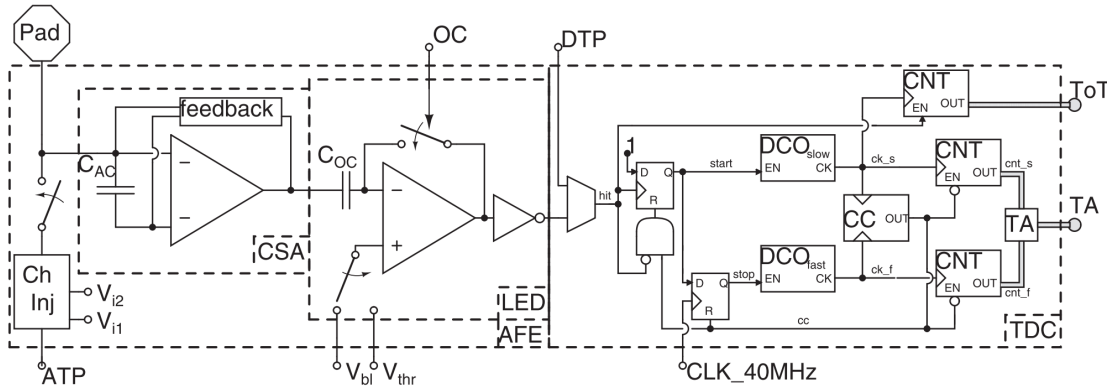 Pad
OC
DTP
feedback
C_AC
C_OC
−
−
−
+
CSA
LED
AFE
Ch
Inj
V_i2
V_i1
ATP
V_bl
V_thr
CLK_40MHz
1
D
Q
R
hit
start
stop
D
Q
R
cc
DCO_slow
EN
CK
DCO_fast
EN
CK
ck_s
ck_f
CC
OUT
CNT
EN
OUT
ToT
CNT
EN
OUT
cnt_s
TA
TA
CNT
EN
OUT
cnt_f
TDC